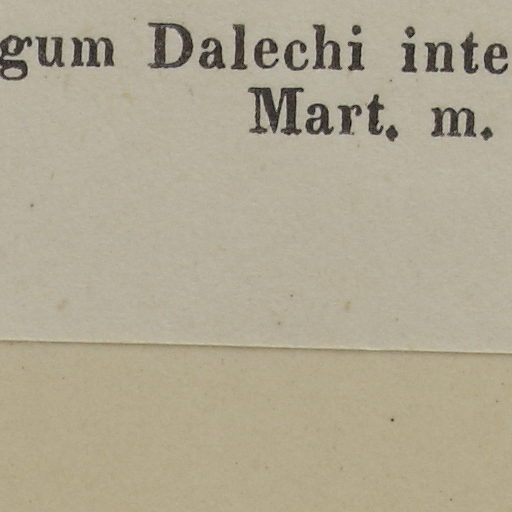 gum Dalechi inte
Mart. m.